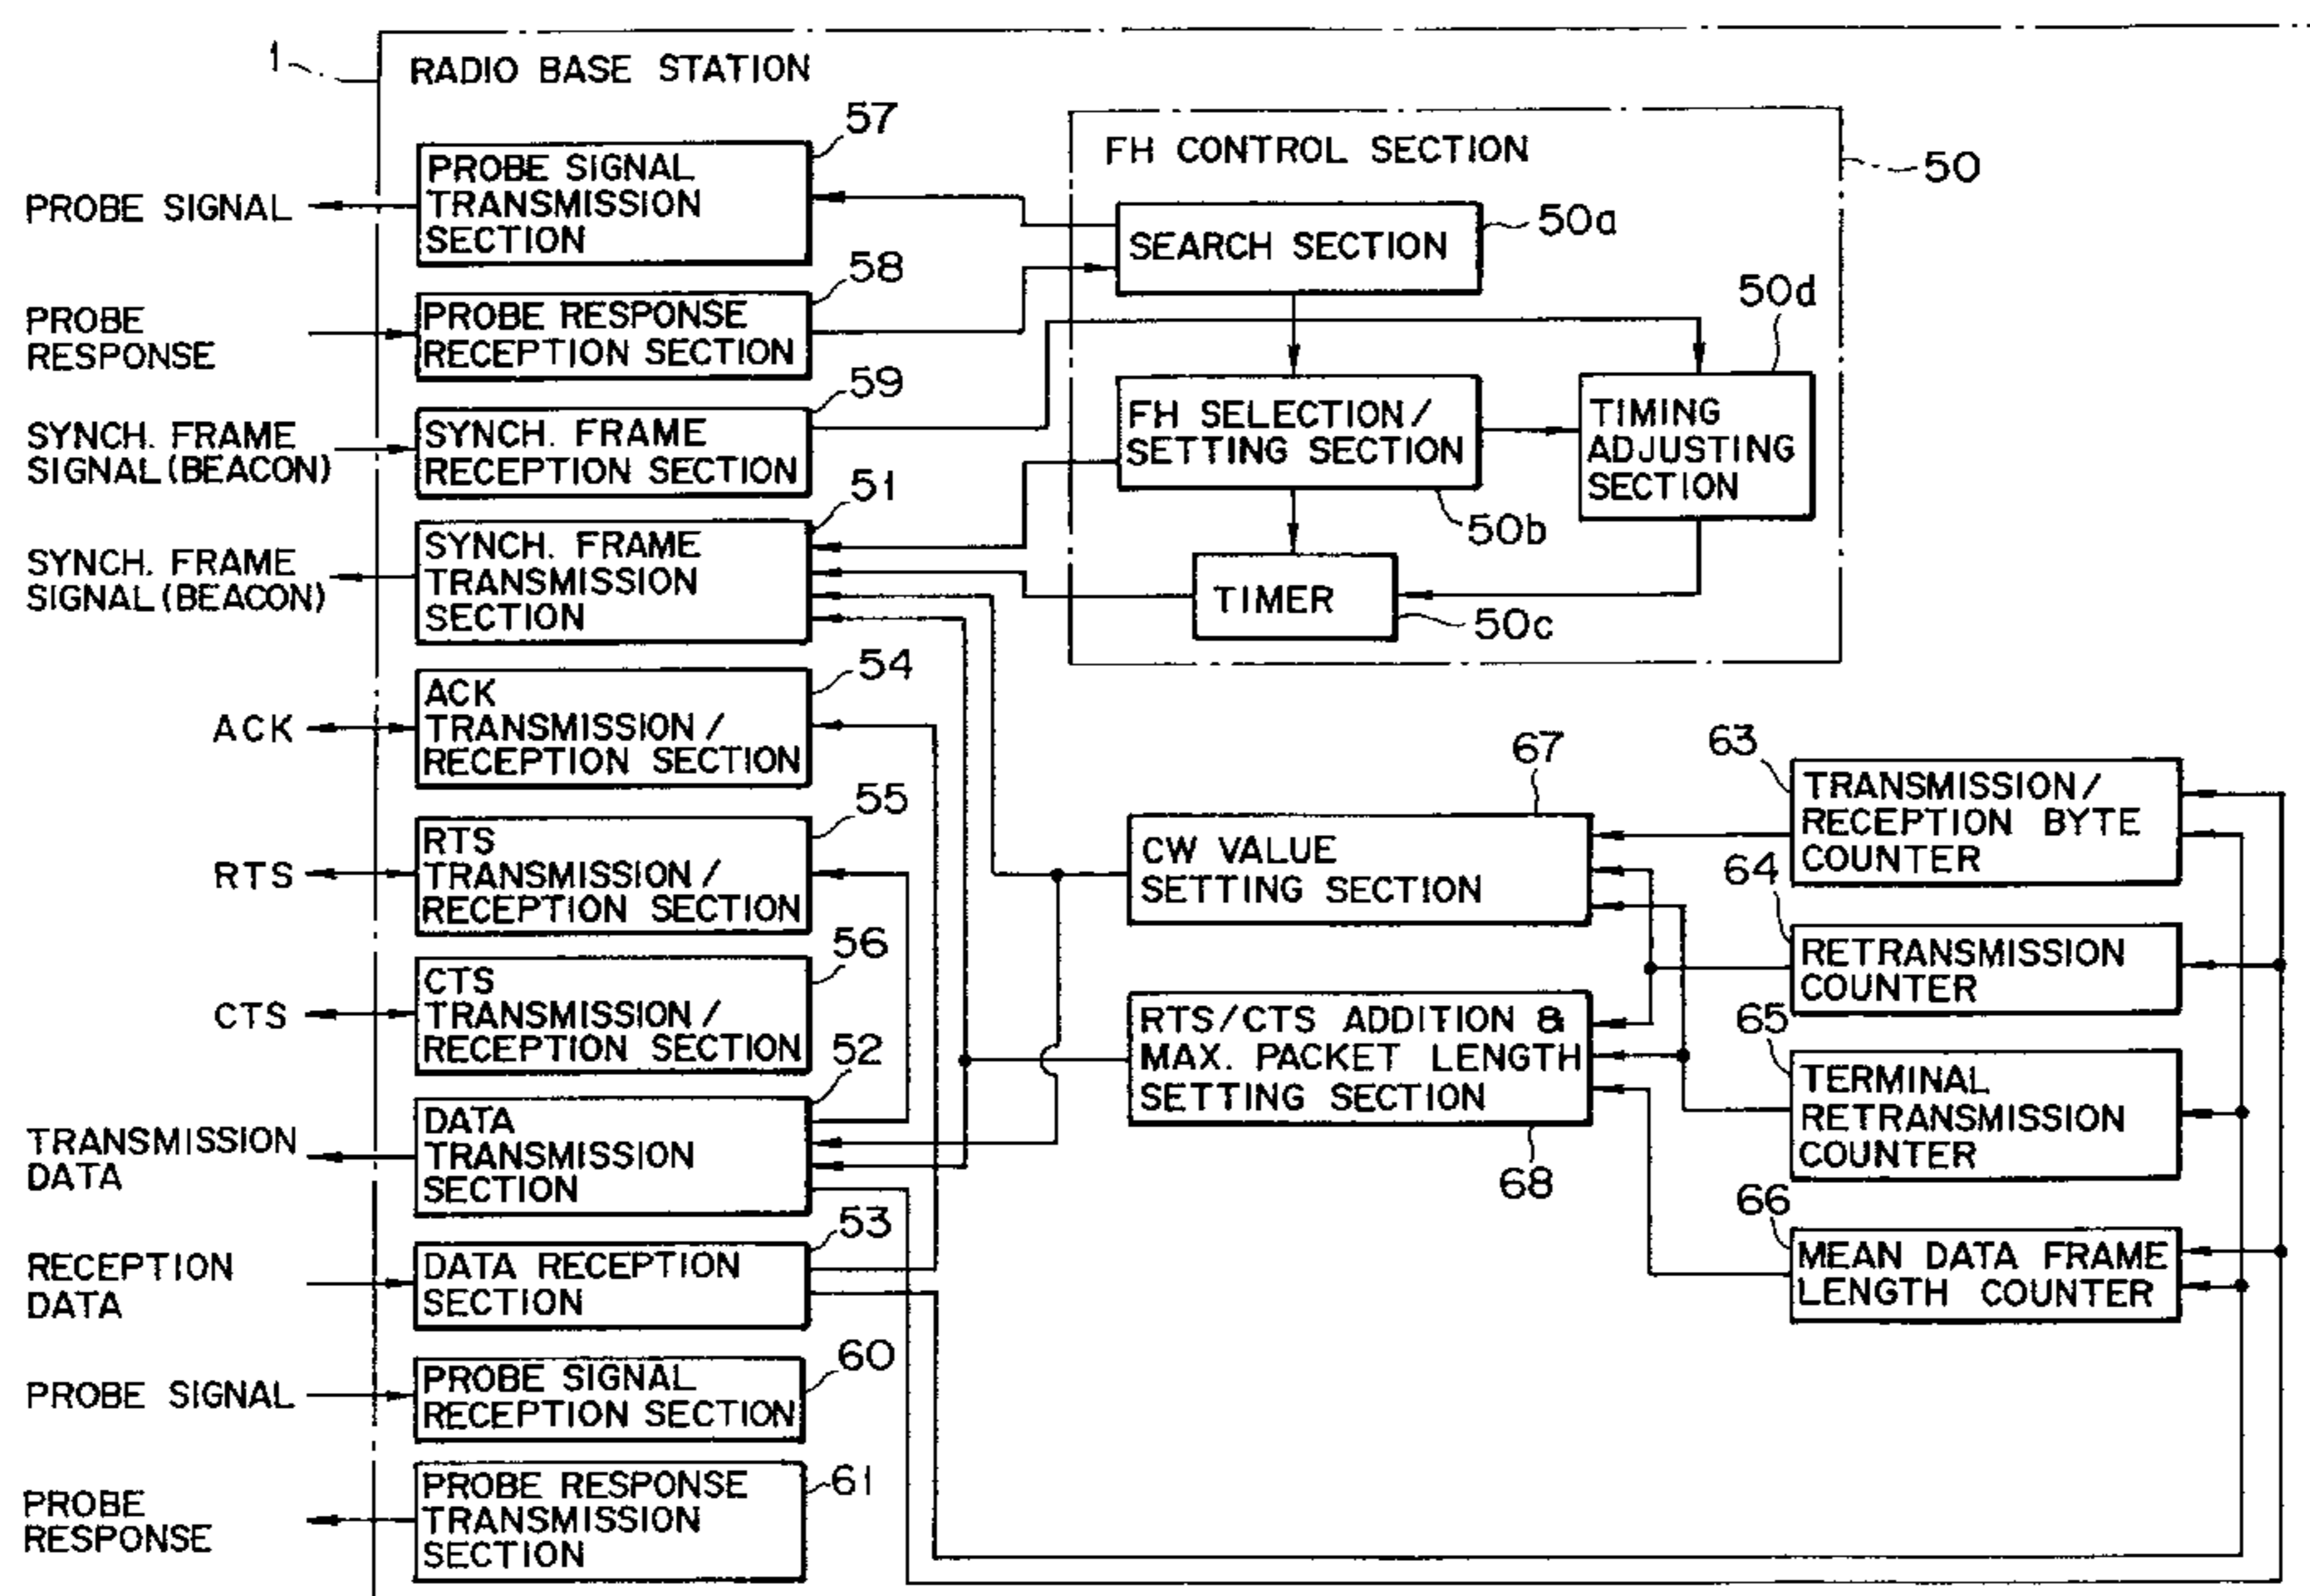 1
RADIO BASE STATION
57
PROBE SIGNAL
TRANSMISSION
SECTION
PROBE SIGNAL
58
PROBE RESPONSE
RECEPTION SECTION
PROBE
RESPONSE
59
SYNCH. FRAME
RECEPTION SECTION
SYNCH. FRAME
SIGNAL (BEACON)
51
SYNCH. FRAME
TRANSMISSION
SECTION
SYNCH. FRAME
SIGNAL (BEACON)
FH CONTROL SECTION
50
SEARCH SECTION
50a
50d
FH SELECTION/
SETTING SECTION
50b
TIMING
ADJUSTING
SECTION
TIMER
50c
54
ACK
TRANSMISSION/
RECEPTION SECTION
ACK
55
RTS
TRANSMISSION/
RECEPTION SECTION
RTS
56
CTS
TRANSMISSION/
RECEPTION SECTION
CTS
52
DATA
TRANSMISSION
SECTION
TRANSMISSION
DATA
53
DATA RECEPTION
SECTION
RECEPTION
DATA
60
PROBE SIGNAL
RECEPTION SECTION
PROBE SIGNAL
61
PROBE RESPONSE
TRANSMISSION
SECTION
PROBE
RESPONSE
67
CW VALUE
SETTING SECTION
RTS/CTS ADDITION &
MAX. PACKET LENGTH
SETTING SECTION
68
63
TRANSMISSION/
RECEPTION BYTE
COUNTER
64
RETRANSMISSION
COUNTER
65
TERMINAL
RETRANSMISSION
COUNTER
66
MEAN DATA FRAME
LENGTH COUNTER